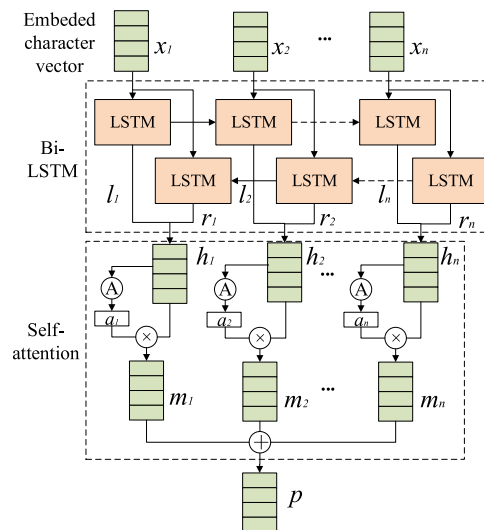 Embeded
character
vector
x1
x2
...
xn
Bi-
LSTM
LSTM
LSTM
LSTM
LSTM
LSTM
LSTM
l1
r1
l2
r2
ln
rn
Self-
attention
h1
h2
...
hn
A
A
A
a1
a2
an
×
×
×
m1
m2
...
mn
+
p